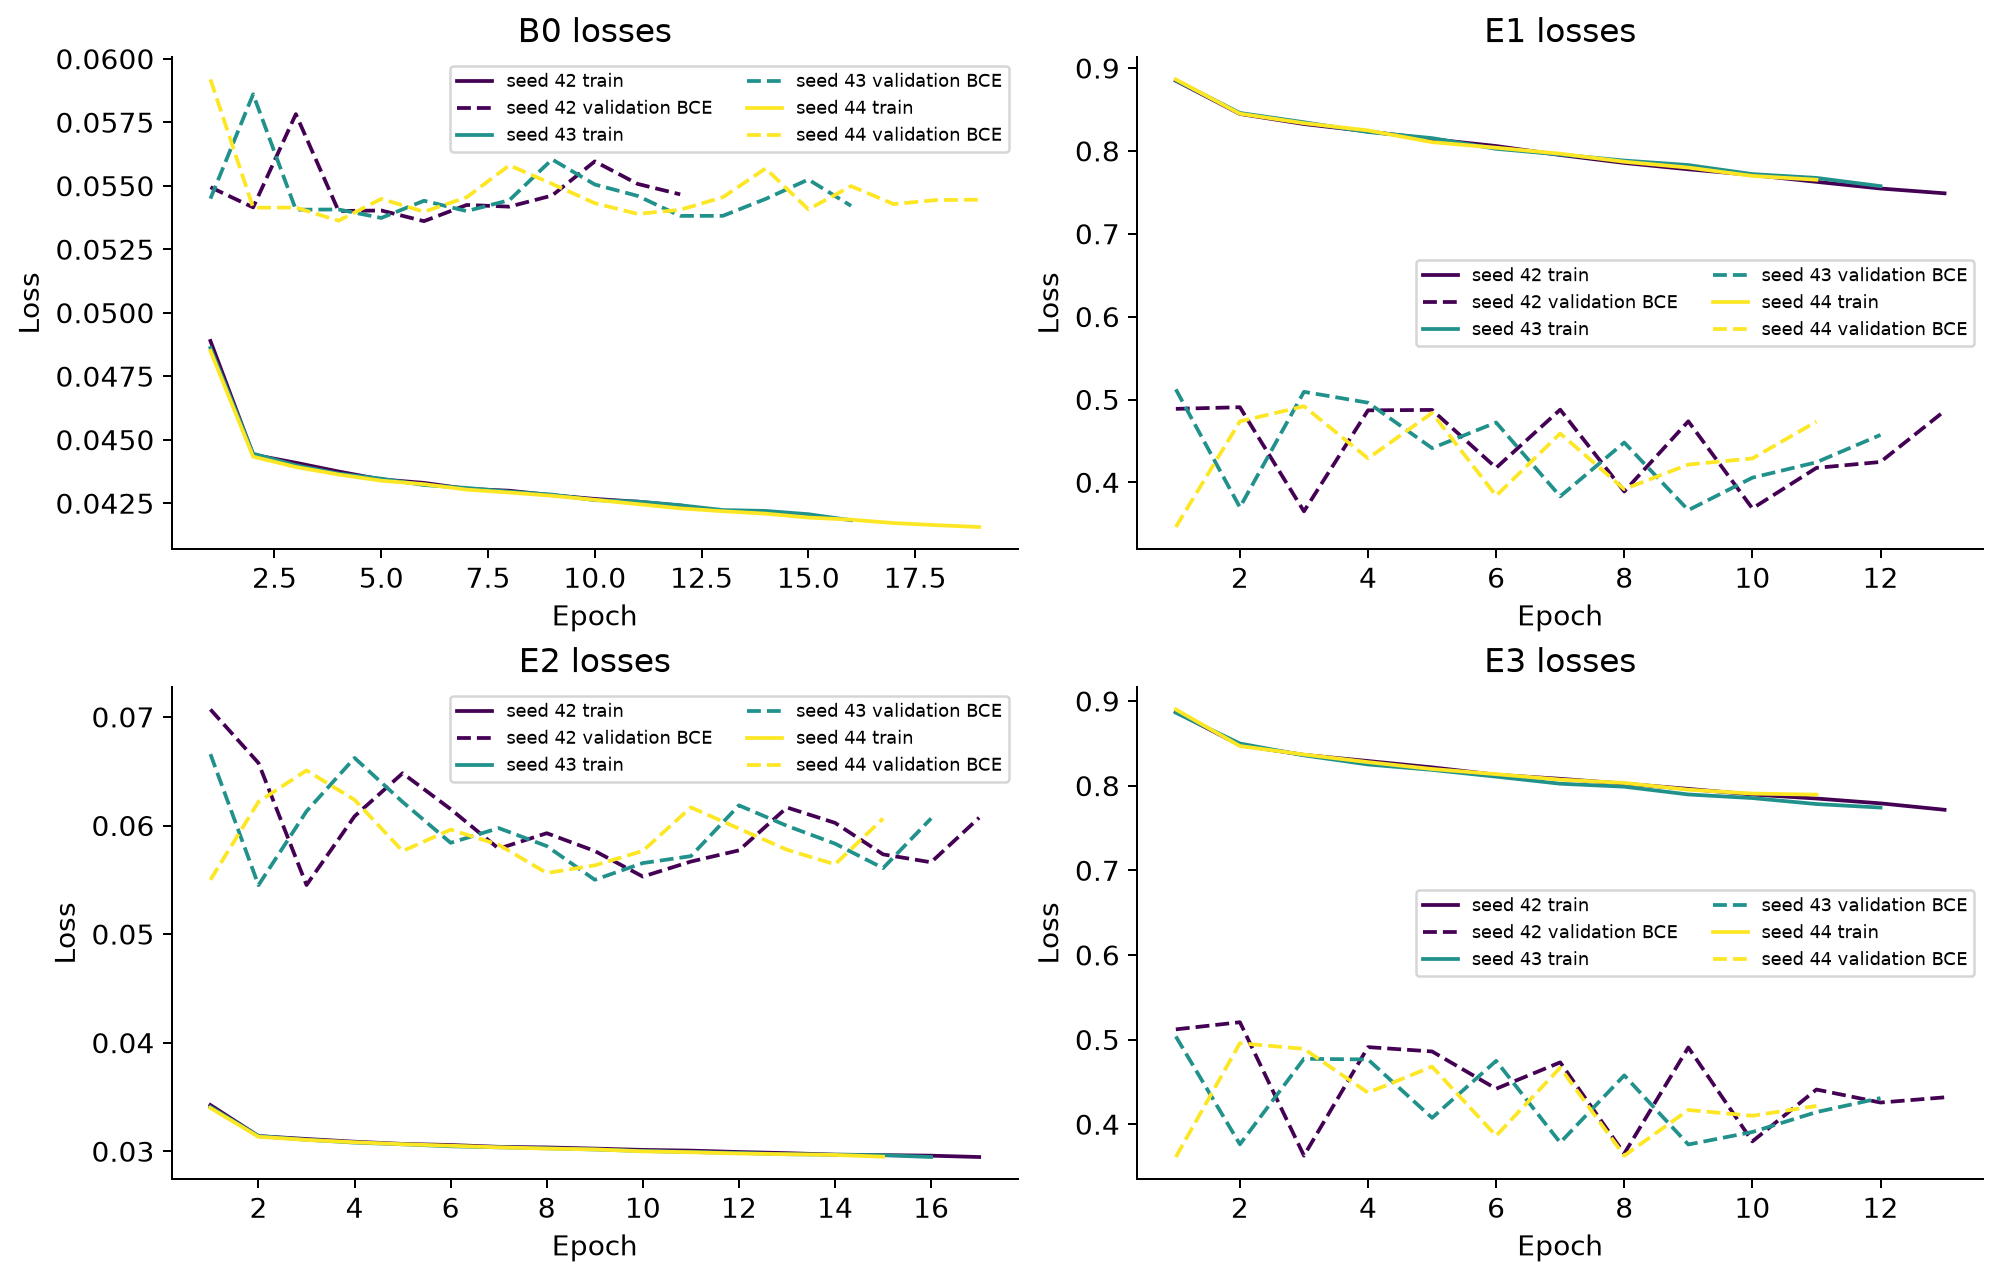 B0 losses
0.0600
0.0575
0.0550
0.0525
0.0500
0.0475
0.0450
0.0425
Loss
seed 42 train
seed 42 validation BCE
seed 43 train
seed 43 validation BCE
seed 44 train
seed 44 validation BCE
2.5 5.0 7.5 10.0 12.5 15.0 17.5
Epoch
E1 losses
0.9
0.8
0.7
0.6
0.5
0.4
Loss
seed 42 train
seed 42 validation BCE
seed 43 train
seed 43 validation BCE
seed 44 train
seed 44 validation BCE
2 4 6 8 10 12
Epoch
E2 losses
0.07
0.06
0.05
0.04
0.03
Loss
seed 42 train
seed 42 validation BCE
seed 43 train
seed 43 validation BCE
seed 44 train
seed 44 validation BCE
2 4 6 8 10 12 14 16
Epoch
E3 losses
0.9
0.8
0.7
0.6
0.5
0.4
Loss
seed 42 train
seed 42 validation BCE
seed 43 train
seed 43 validation BCE
seed 44 train
seed 44 validation BCE
2 4 6 8 10 12
Epoch